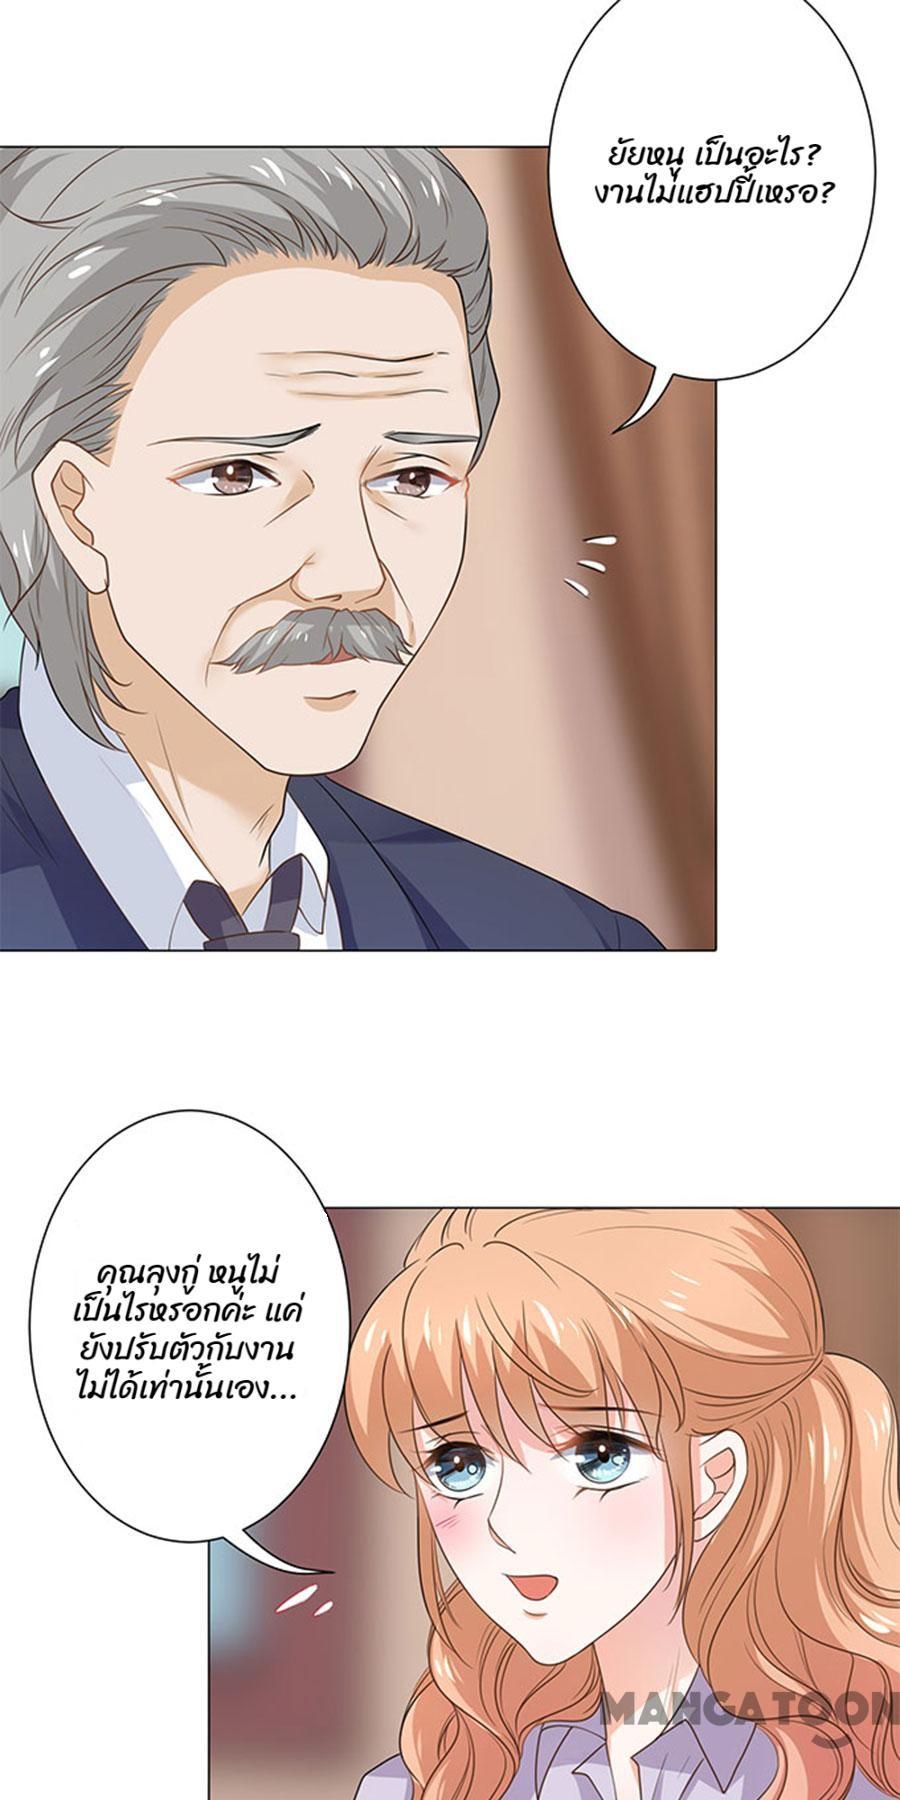 ยัยหนู เป็นอะไร?
งานไม่แฮปปี้เหรอ?
คุณลุงกู่ หนูไม่
เป็นไรหรอกค่ะ แค่
ยังปรับตัวกับงาน
ไม่ได้เท่านั้นเอง...
MANGATOON